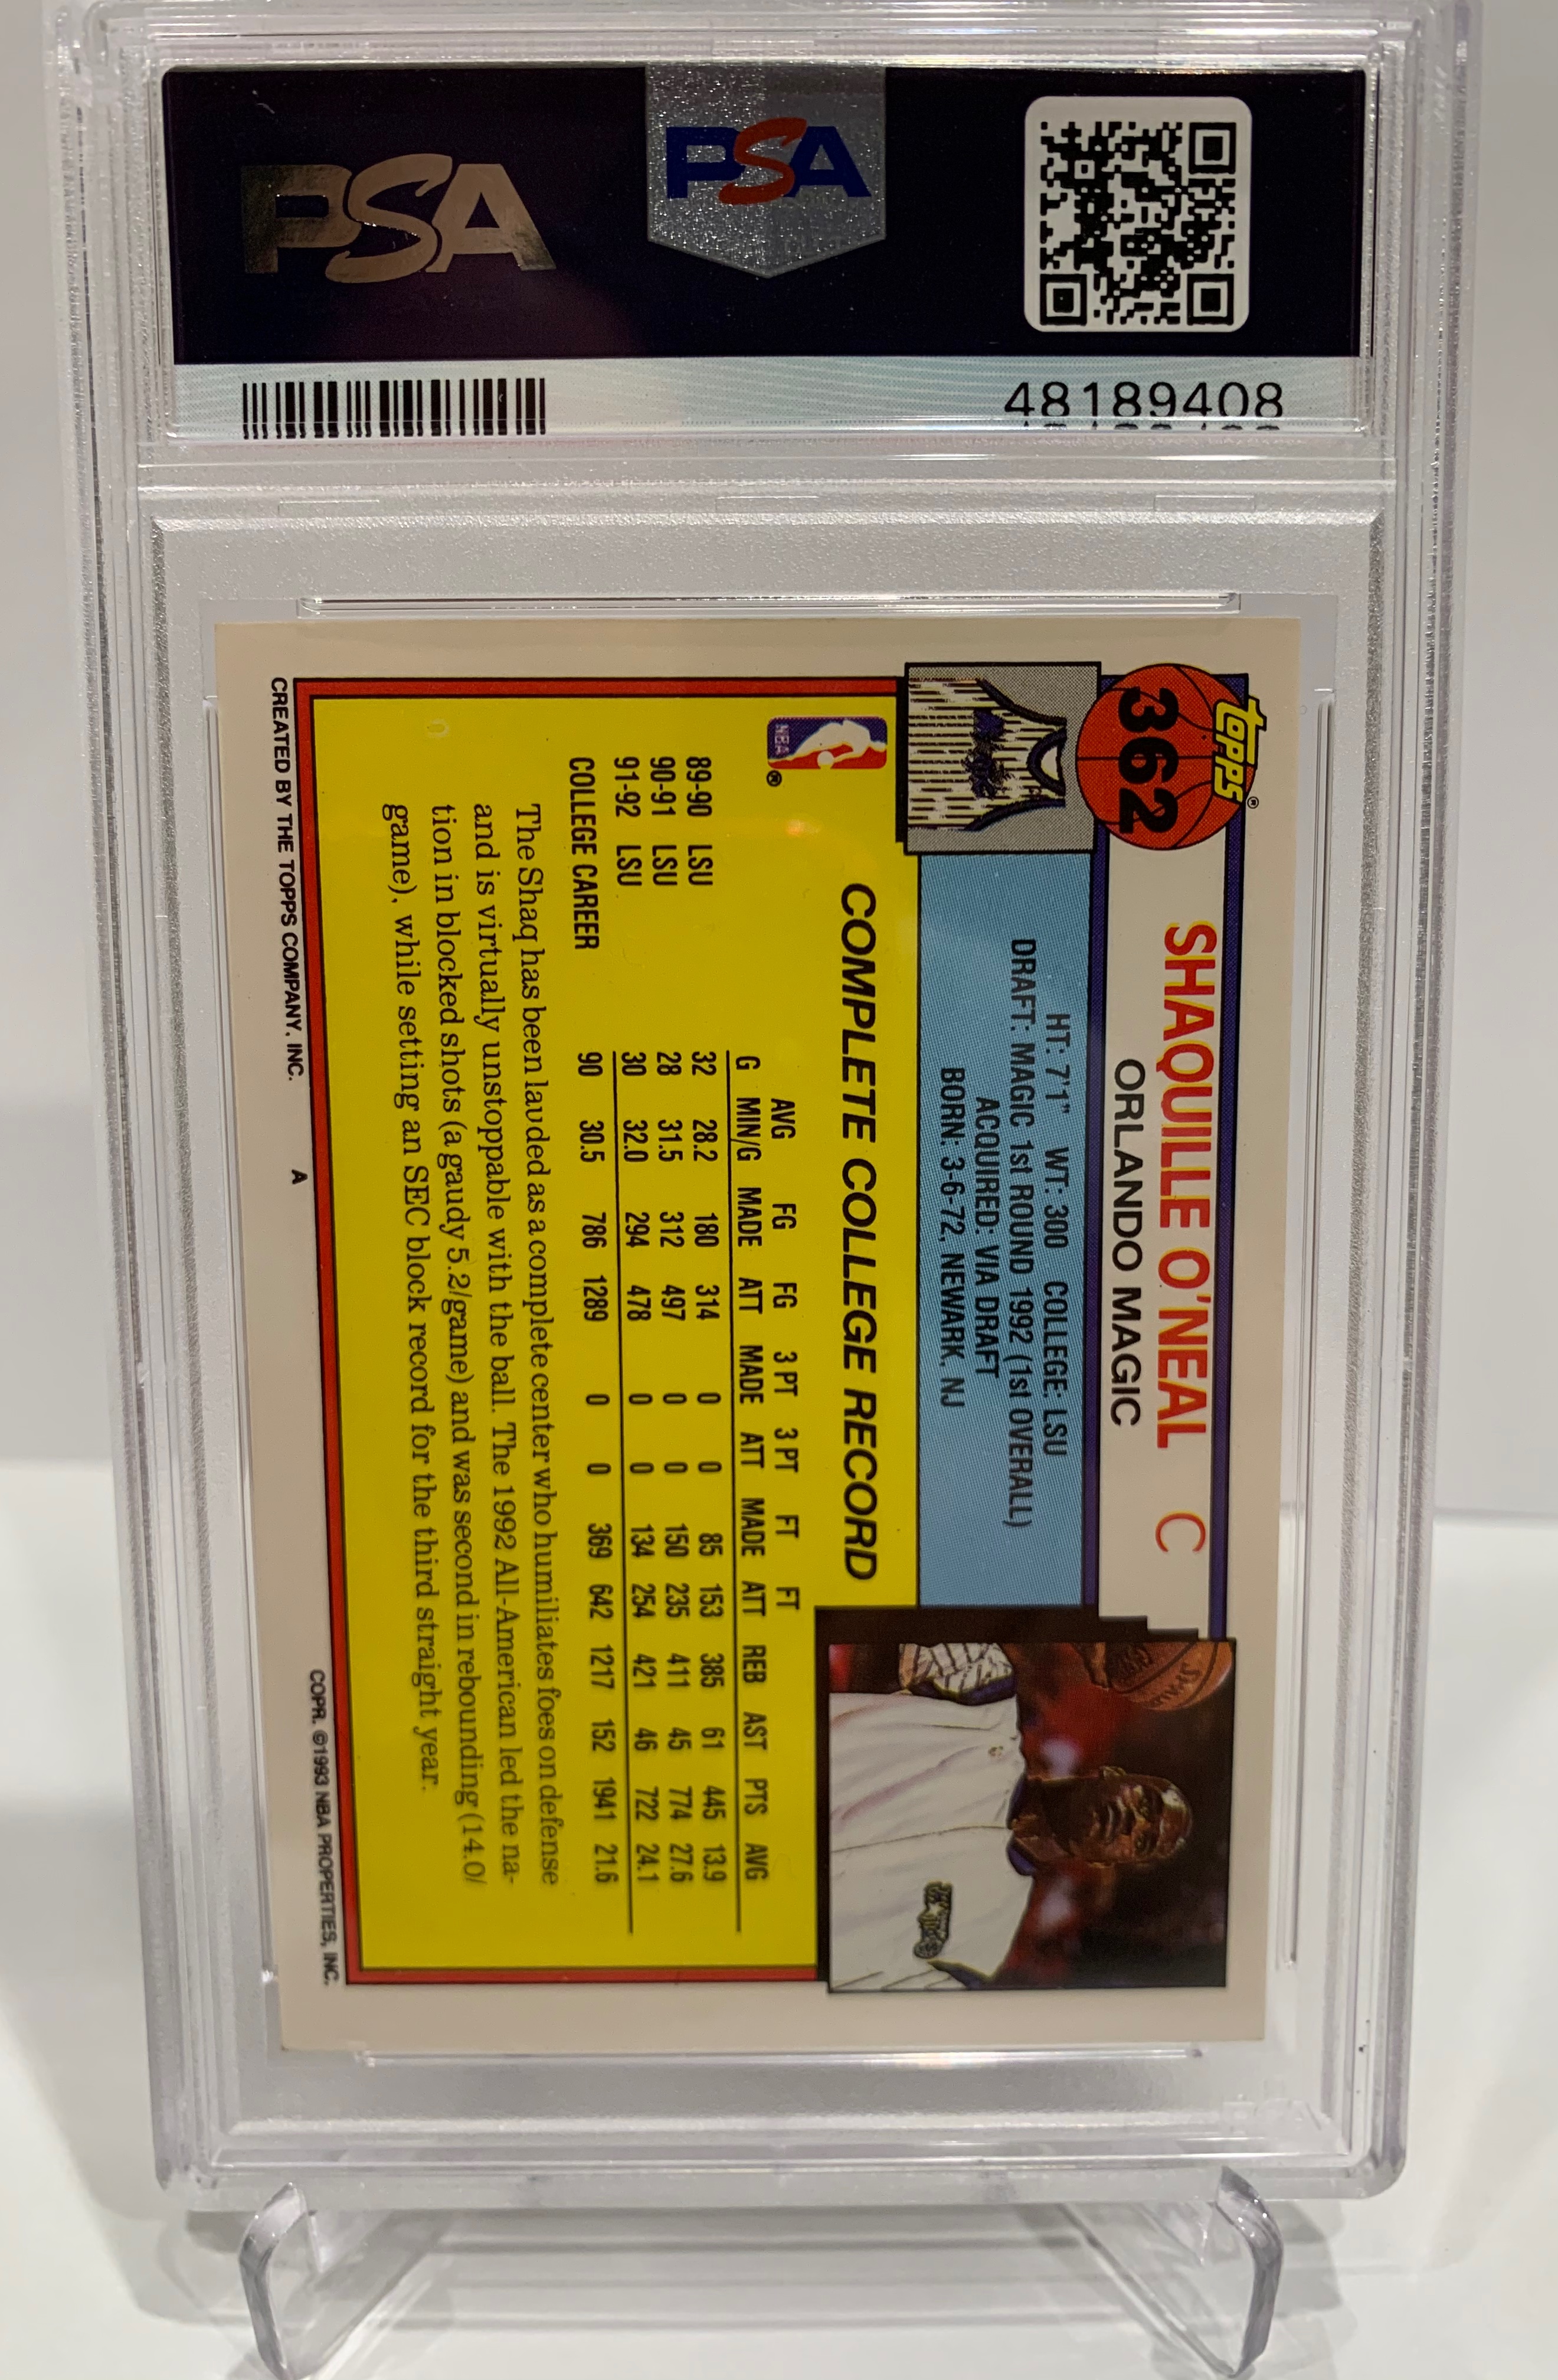 PSA
PSA
48189408
topps®
362
SHAQUILLE O'NEAL C
ORLANDO MAGIC
HT: 7'1" WT: 300 COLLEGE: LSU
DRAFT: MAGIC 1st ROUND 1992 (1st OVERALL)
ACQUIRED: VIA DRAFT
BORN: 3-6-72, NEWARK, NJ
Magic
COMPLETE COLLEGE RECORD
NBA ®
AVG FG FG 3 PT 3 PT FT FT
G MIN/G MADE ATT MADE ATT MADE ATT REB AST PTS AVG
89-90 LSU 32 28.2 180 314 0 0 85 153 385 61 445 13.9
90-91 LSU 28 31.5 312 497 0 0 150 235 411 45 774 27.6
91-92 LSU 30 32.0 294 478 0 0 134 254 421 46 722 24.1
COLLEGE CAREER 90 30.5 786 1289 0 0 369 642 1217 152 1941 21.6
The Shaq has been lauded as a complete center who humiliates foes on defense
and is virtually unstoppable with the ball. The 1992 All-American led the na-
tion in blocked shots (a gaudy 5.2/game) and was second in rebounding (14.0/
game), while setting an SEC block record for the third straight year.
CREATED BY THE TOPPS COMPANY, INC. A COPR. ©1993 NBA PROPERTIES, INC.